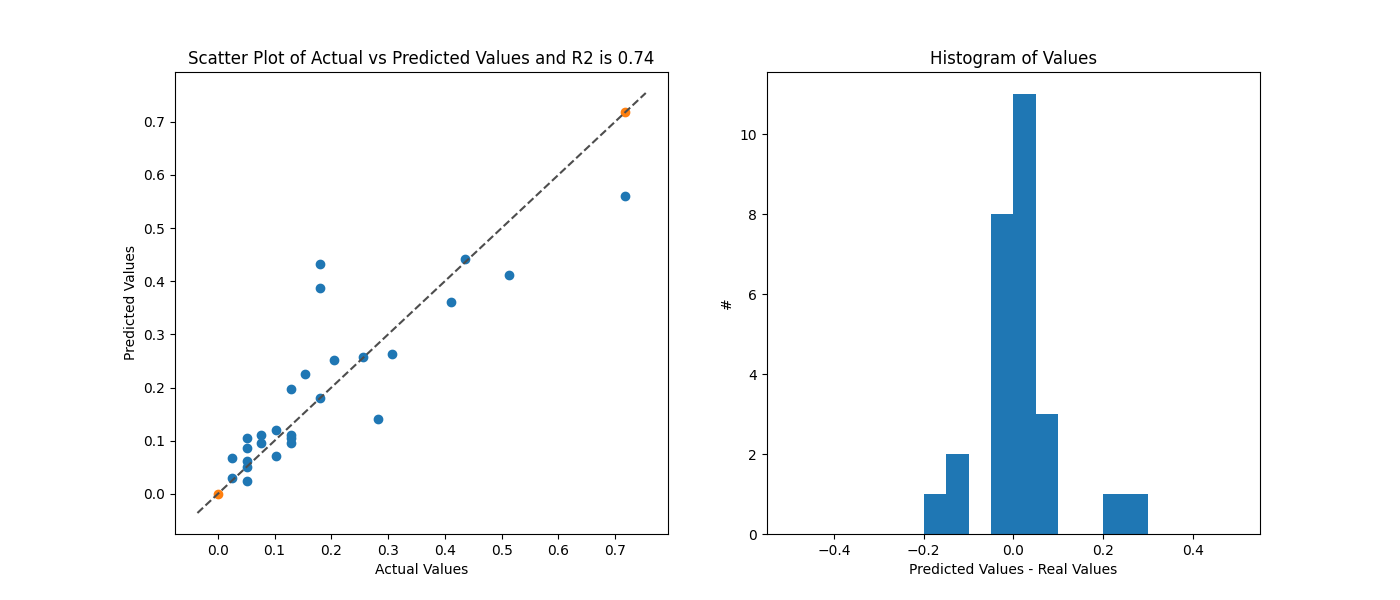 Scatter Plot of Actual vs Predicted Values and R2 is 0.74
Predicted Values
0.7
0.6
0.5
0.4
0.3
0.2
0.1
0.0
0.0 0.1 0.2 0.3 0.4 0.5 0.6 0.7
Actual Values
Histogram of Values
#
10
8
6
4
2
0
−0.4 −0.2 0.0 0.2 0.4
Predicted Values - Real Values